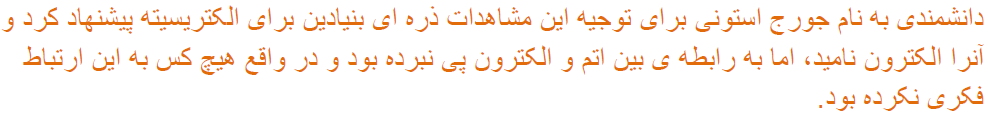 دانشمندی به نام جورج استونی برای توجیه این مشاهدات ذره ای بنیادین برای الکتریسیته پیشنهاد کرد و
آنرا الکترون نامید، اما به رابطه ی بین اتم و الکترون پی نبرده بود و در واقع هیچ کس به این ارتباط
فکری نکرده بود.